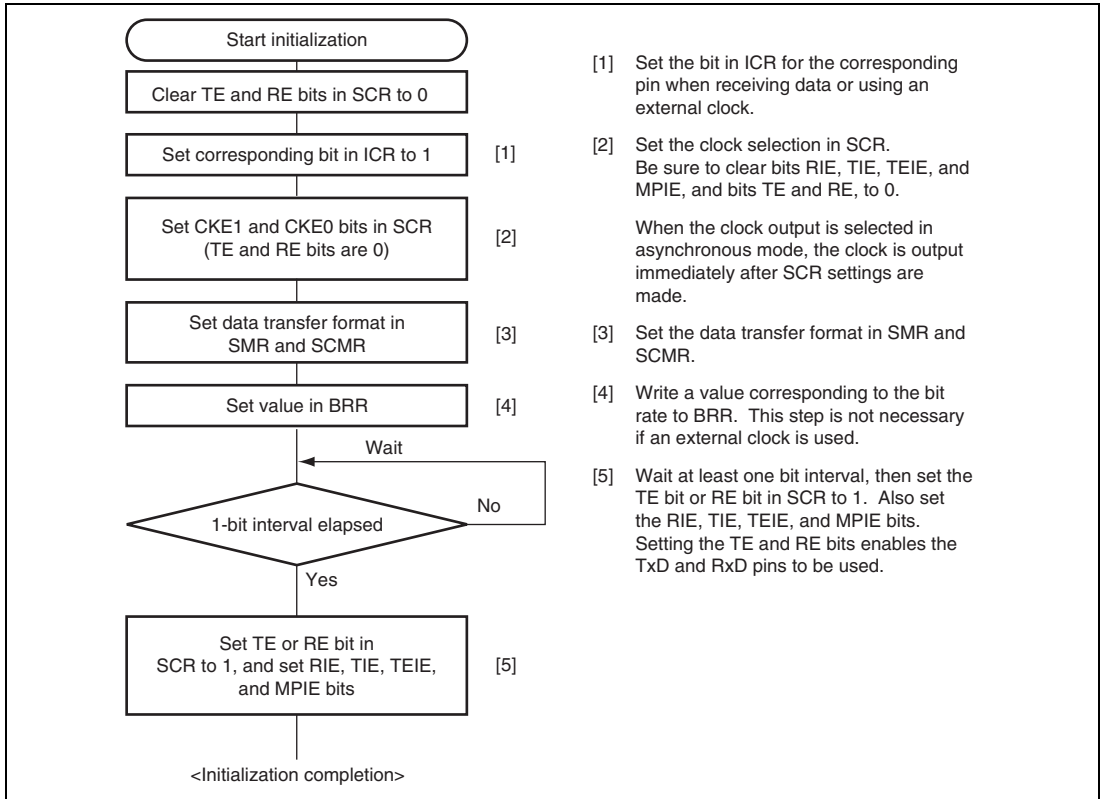 Start initialization
Clear TE and RE bits in SCR to 0
Set corresponding bit in ICR to 1
[1]
Set CKE1 and CKE0 bits in SCR
(TE and RE bits are 0)
[2]
Set data transfer format in
SMR and SCMR
[3]
Set value in BRR
[4]
Wait
1-bit interval elapsed
No
Yes
Set TE or RE bit in
SCR to 1, and set RIE, TIE, TEIE,
and MPIE bits
[5]
<Initialization completion>
[1] Set the bit in ICR for the corresponding
pin when receiving data or using an
external clock.
[2] Set the clock selection in SCR.
Be sure to clear bits RIE, TIE, TEIE, and
MPIE, and bits TE and RE, to 0.
When the clock output is selected in
asynchronous mode, the clock is output
immediately after SCR settings are
made.
[3] Set the data transfer format in SMR and
SCMR.
[4] Write a value corresponding to the bit
rate to BRR. This step is not necessary
if an external clock is used.
[5] Wait at least one bit interval, then set the
TE bit or RE bit in SCR to 1. Also set
the RIE, TIE, TEIE, and MPIE bits.
Setting the TE and RE bits enables the
TxD and RxD pins to be used.